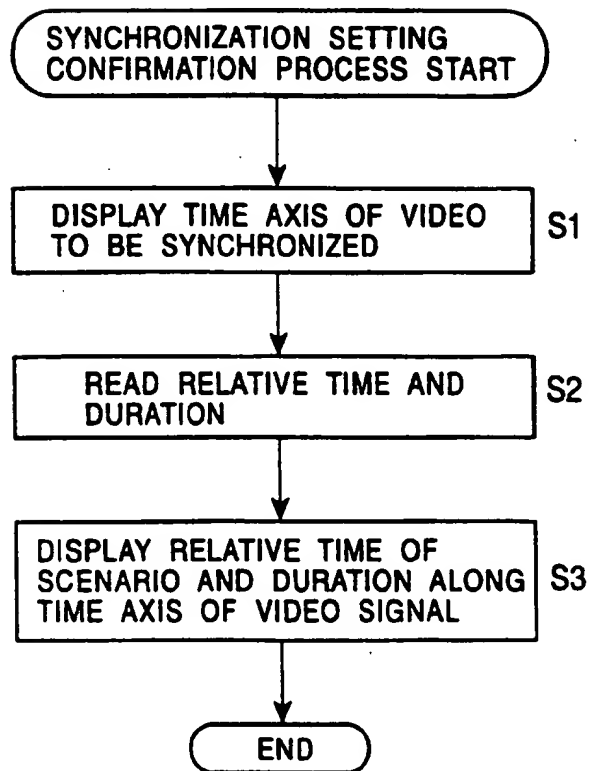 SYNCHRONIZATION SETTING
CONFIRMATION PROCESS START
DISPLAY TIME AXIS OF VIDEO
TO BE SYNCHRONIZED
S1
READ RELATIVE TIME AND
DURATION
S2
DISPLAY RELATIVE TIME OF
SCENARIO AND DURATION ALONG
TIME AXIS OF VIDEO SIGNAL
S3
END